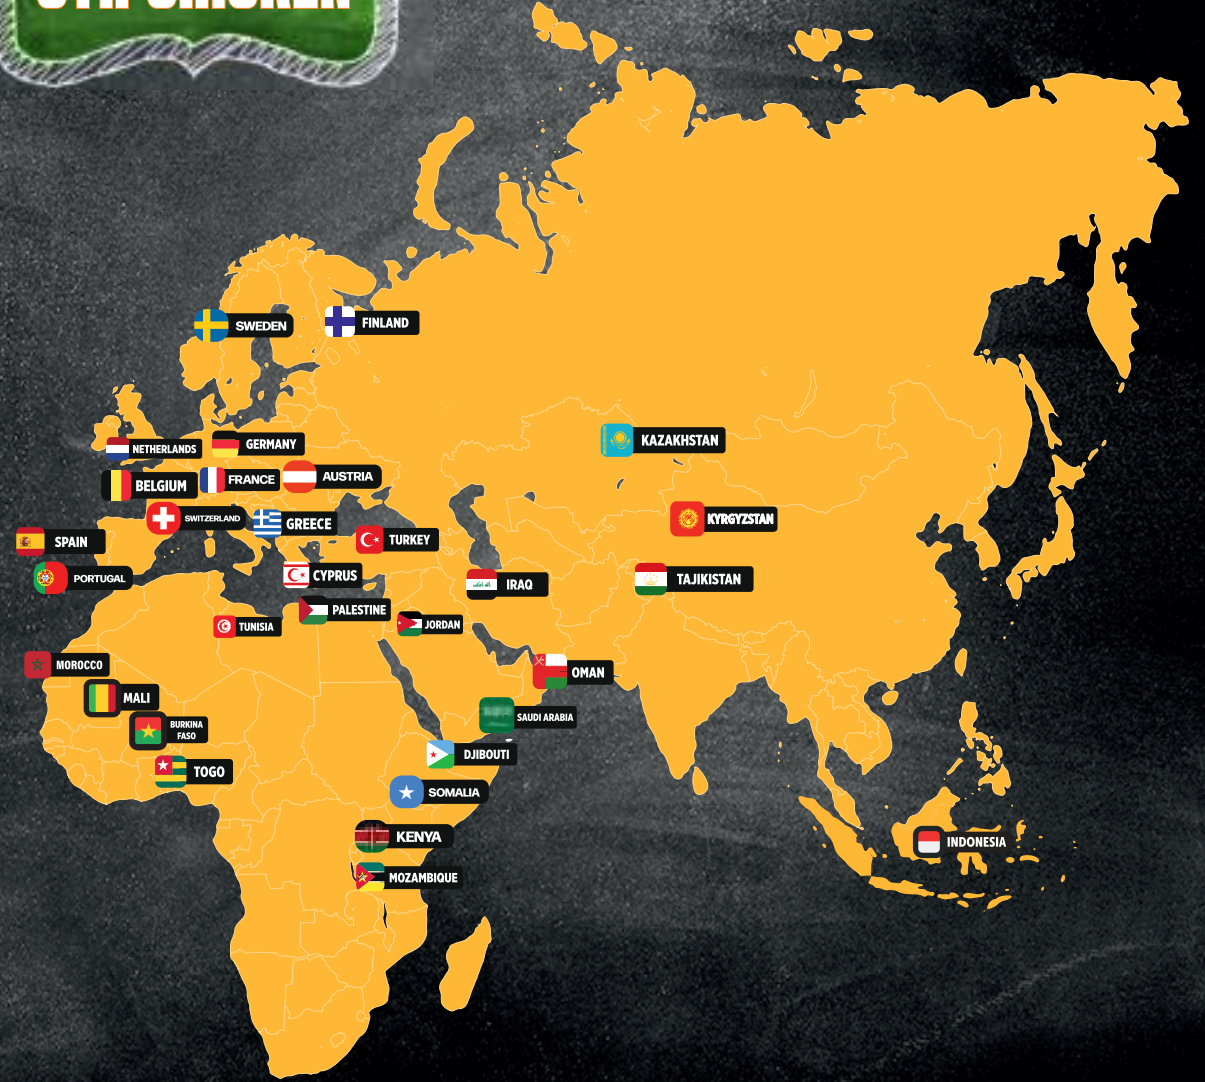 SWEDEN
FINLAND
NETHERLANDS
GERMANY
BELGIUM
FRANCE
AUSTRIA
KAZAKHSTAN
SWITZERLAND
GREECE
KYRGYZSTAN
SPAIN
TURKEY
PORTUGAL
CYPRUS
IRAQ
TAJIKISTAN
PALESTINE
TUNISIA
JORDAN
MOROCCO
OMAN
MALI
SAUDI ARABIA
BURKINA
FASO
DJIBOUTI
TOGO
SOMALIA
KENYA
INDONESIA
MOZAMBIQUE